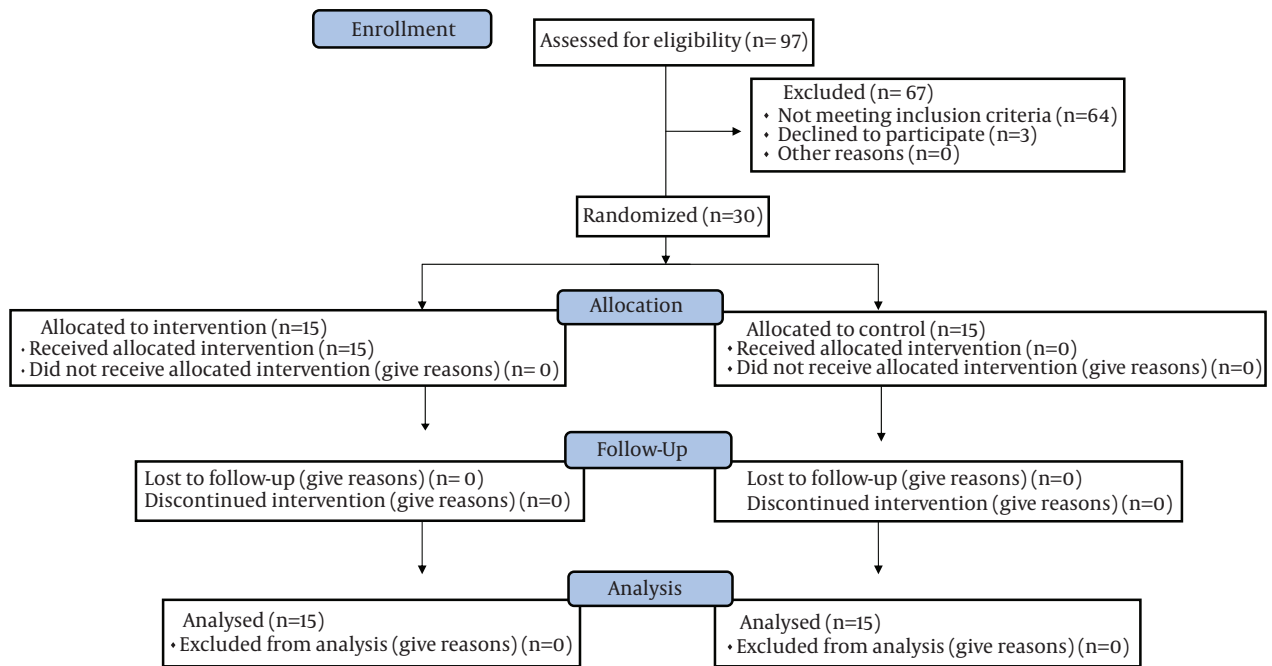 Enrollment
Assessed for eligibility (n= 97)
Excluded (n= 67)
⬩ Not meeting inclusion criteria (n=64)
⬩ Declined to participate (n=3)
⬩ Other reasons (n=0)
Randomized (n=30)
Allocation
Allocated to intervention (n=15)
· Received allocated intervention (n=15)
· Did not receive allocated intervention (give reasons) (n= 0)
Allocated to control (n=15)
⬩ Received allocated intervention (n=0)
⬩ Did not receive allocated intervention (give reasons) (n=0)
Follow-Up
Lost to follow-up (give reasons) (n= 0)
Discontinued intervention (give reasons) (n=0)
Lost to follow-up (give reasons) (n=0)
Discontinued intervention (give reasons) (n=0)
Analysis
Analysed (n=15)
⬩ Excluded from analysis (give reasons) (n=0)
Analysed (n=15)
⬩ Excluded from analysis (give reasons) (n=0)